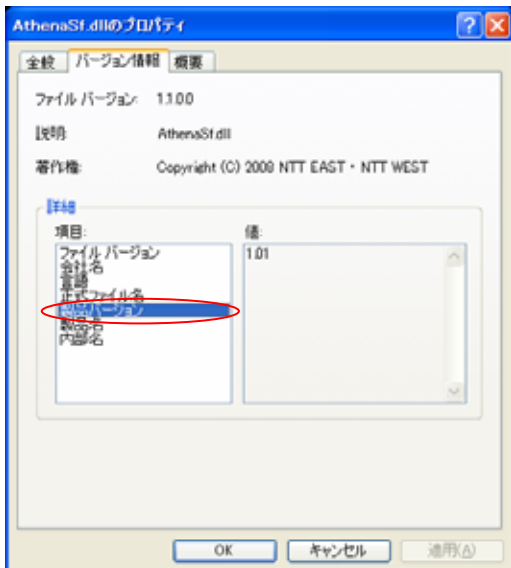 AthenaSf.dllのプロパティ
全般 バージョン情報 概要
ファイル バージョン: 1.1.0.0
説明: AthenaSf.dll
著作権: Copyright (C) 2008 NTT EAST・NTT WEST
詳細
項目: 値:
ファイル バージョン 1.01
会社名
言語
正式ファイル名
製品バージョン
製品名
内部名
OK キャンセル 適用(A)